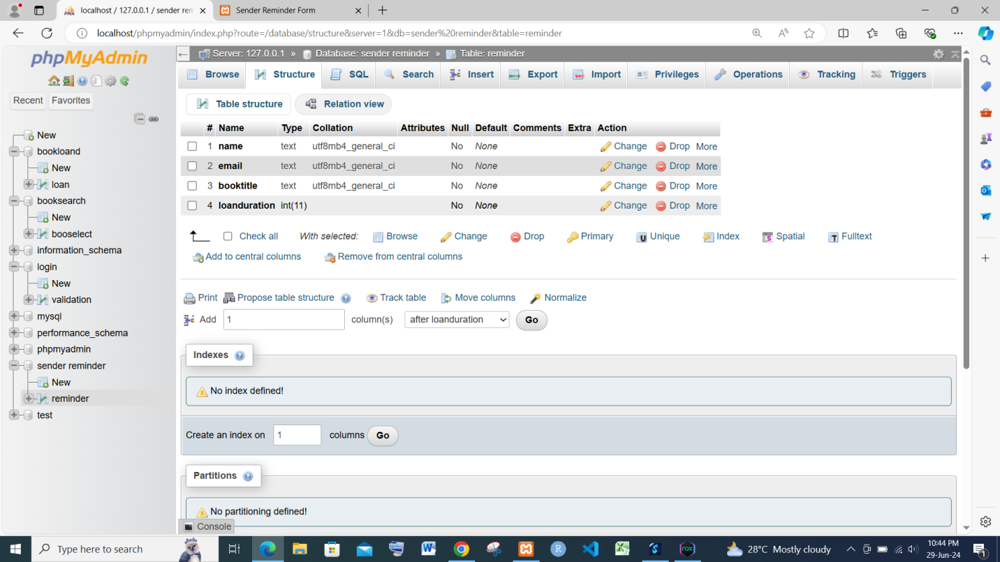 localhost / 127.0.0.1 / sender rem
Sender Reminder Form
localhost/phpmyadmin/index.php?route=/database/structure&server=1&db=sender%20reminder&table=reminder
phpMyAdmin
Recent Favorites
New
bookloand
New
loan
booksearch
New
booselect
information_schema
login
New
validation
mysql
performance_schema
phpmyadmin
sender reminder
New
reminder
test
Server: 127.0.0.1 » Database: sender reminder » Table: reminder
Browse Structure SQL Search Insert Export Import Privileges Operations Tracking Triggers
Table structure Relation view
# Name Type Collation Attributes Null Default Comments Extra Action
1 name text utf8mb4_general_ci No None Change Drop More
2 email text utf8mb4_general_ci No None Change Drop More
3 booktitle text utf8mb4_general_ci No None Change Drop More
4 loanduration int(11) No None Change Drop More
Check all With selected: Browse Change Drop Primary Unique Index Spatial Fulltext
Add to central columns Remove from central columns
Print Propose table structure Track table Move columns Normalize
Add 1 column(s) after loanduration Go
Indexes
No index defined!
Create an index on 1 columns Go
Partitions
No partitioning defined!
Console
Type here to search
28°C Mostly cloudy
10:44 PM
29-Jun-24
1